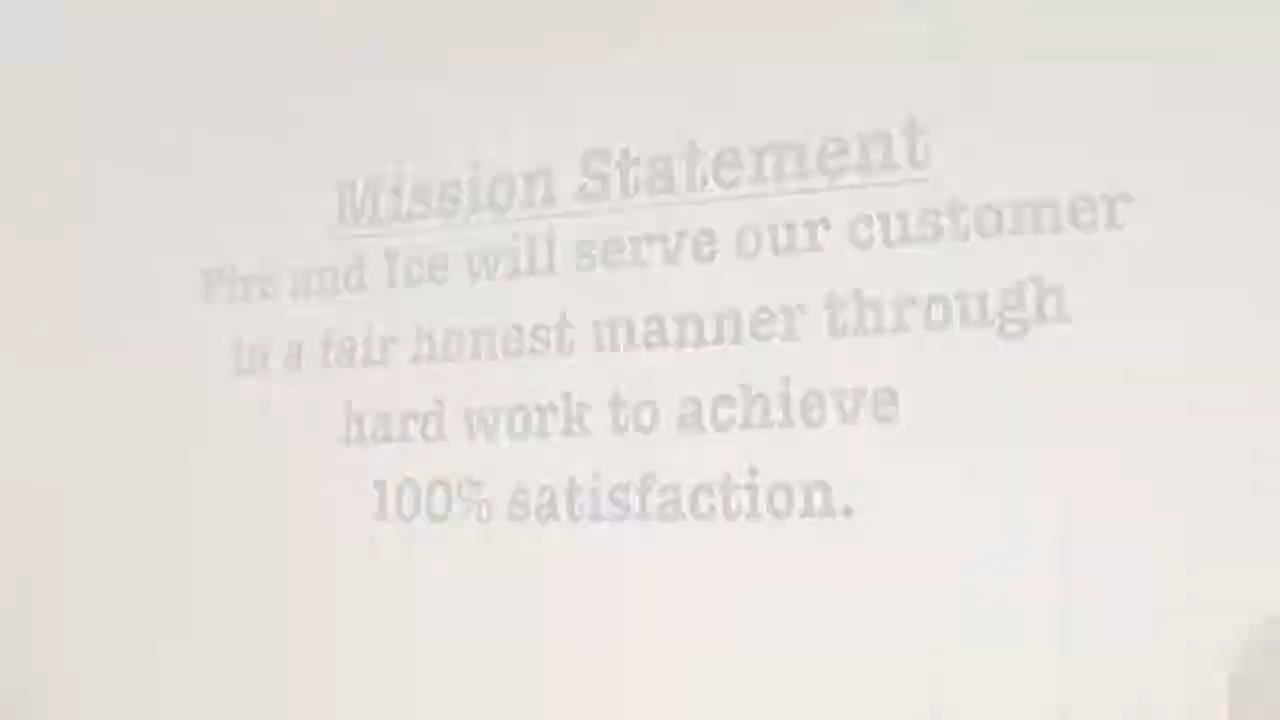 Mission Statement
Fire and Ice will serve our customer
in a fair honest manner through
hard work to achieve
100% satisfaction.